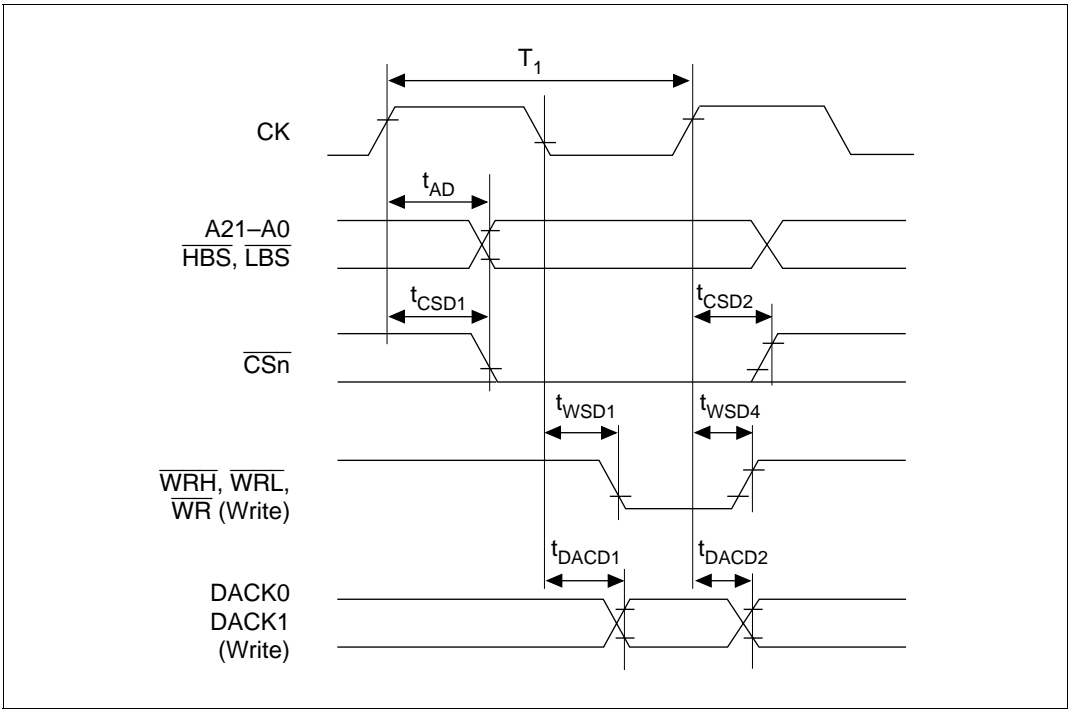 T1
CK
tAD
A21–A0
HBS, LBS
tCSD1
tCSD2
CSn
tWSD1
tWSD4
WRH, WRL,
WR (Write)
tDACD1
tDACD2
DACK0
DACK1
(Write)